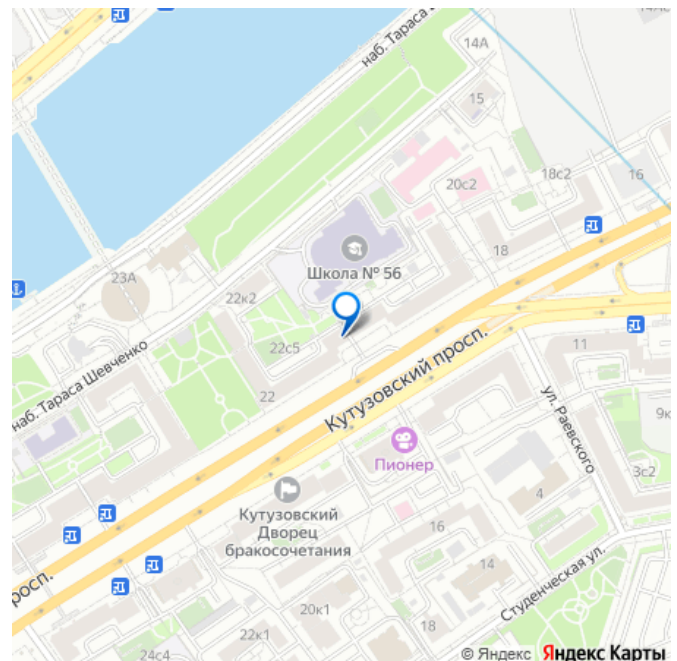 14А
наб. Тараса
15
20с2
18с2
16
18
23А
Школа № 56
22к2
22с5
22
наб. Тараса Шевченко
11
Кутузовский просп.
ул. Раевского
9к
Пионер
3с2
4
Кутузовский
Дворец
бракосочетания
16
14
просп.
Студенческая ул.
20к1
18
22к1
24с4
© Яндекс Яндекс Карты